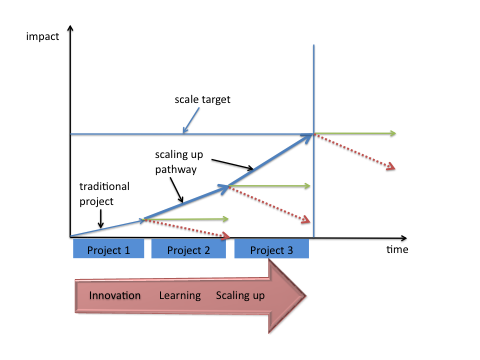 impact
scale target
scaling up
pathway
traditional
project
time
Project 1
Project 2
Project 3
Innovation Learning Scaling up